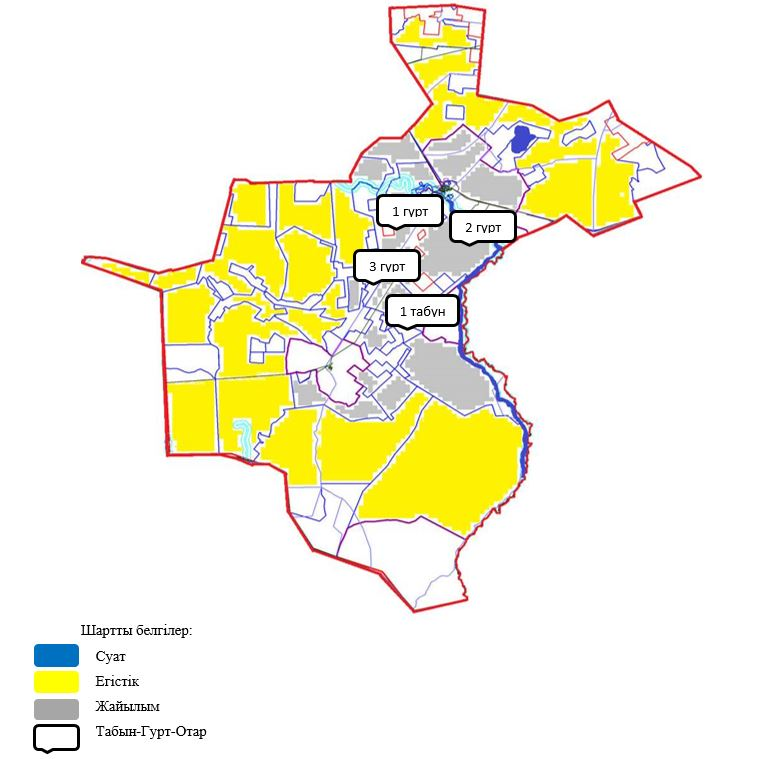 1 гурт
2 гурт
3 гурт
1 табун
Шартты белгілер:
Суат
Егістік
Жайылым
Табын-Гурт-Отар